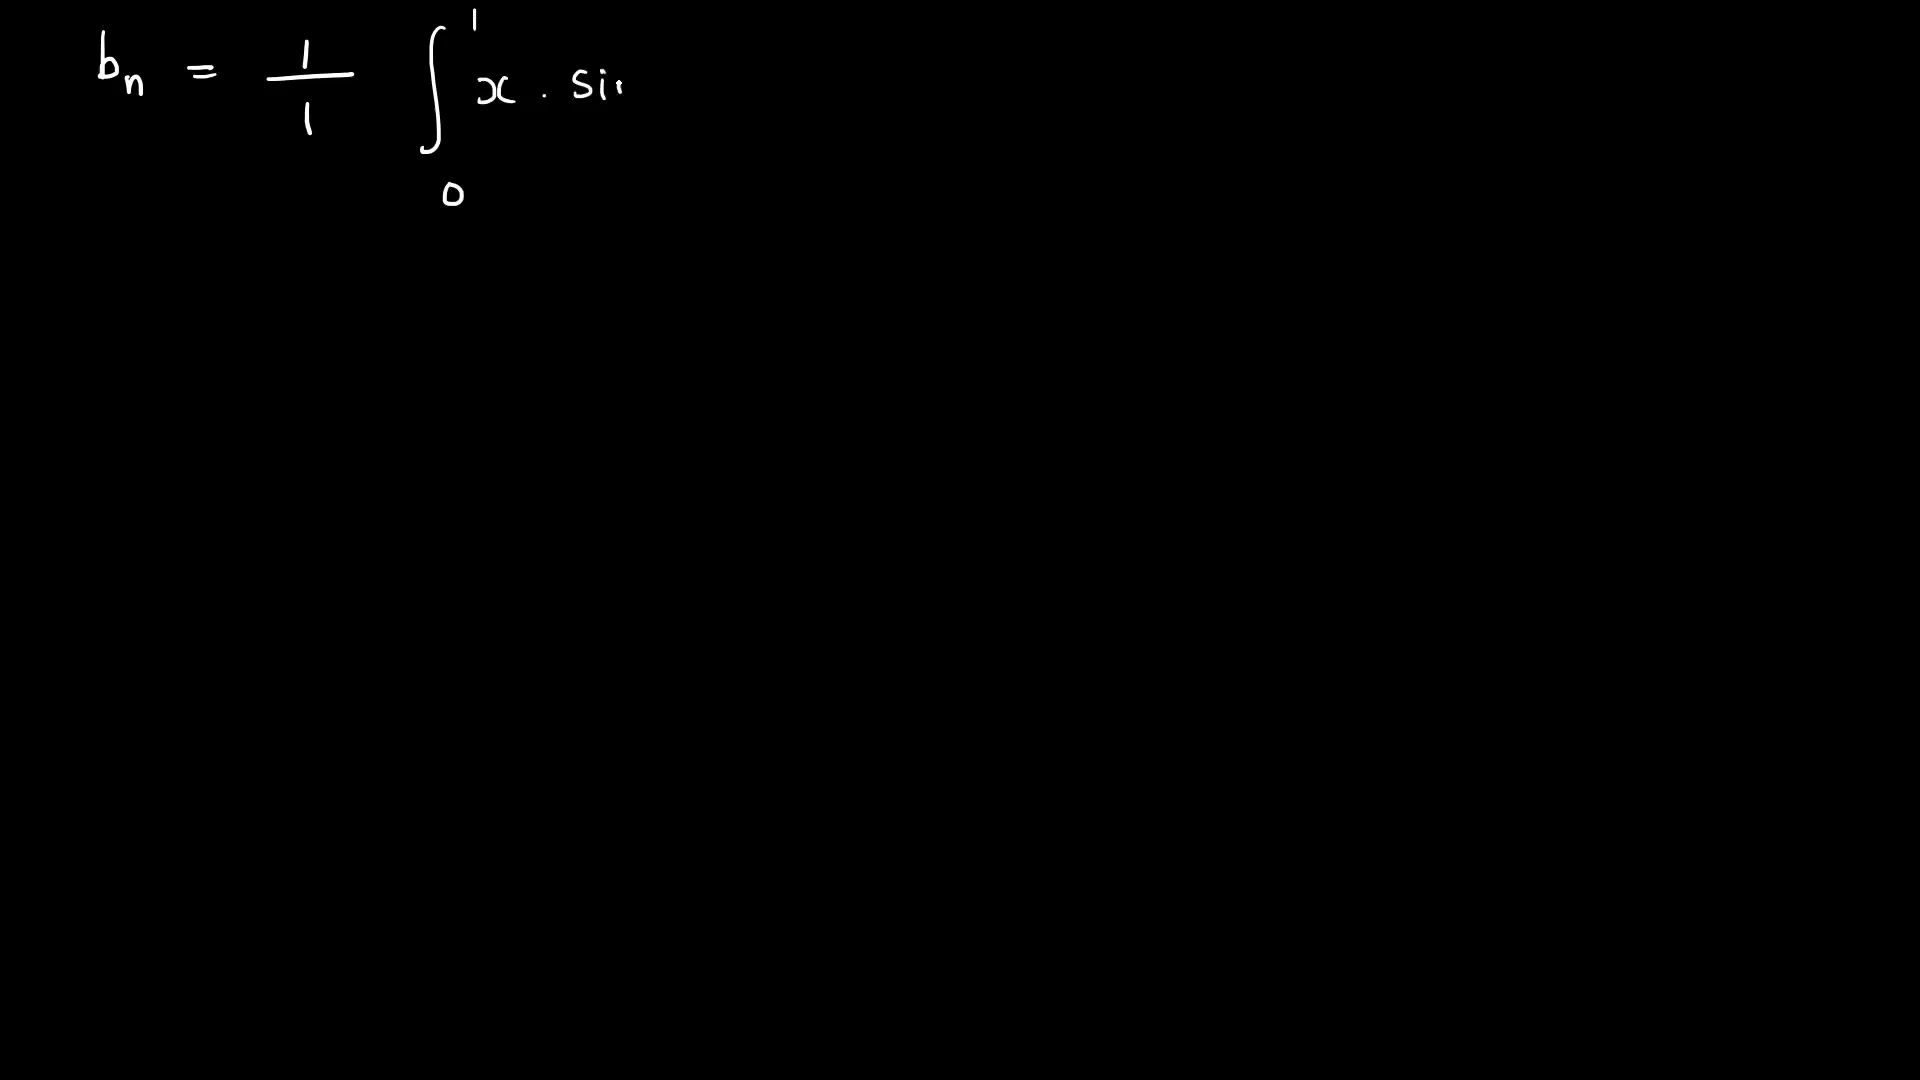 bₙ = 1/1 ∫₀¹ x . si